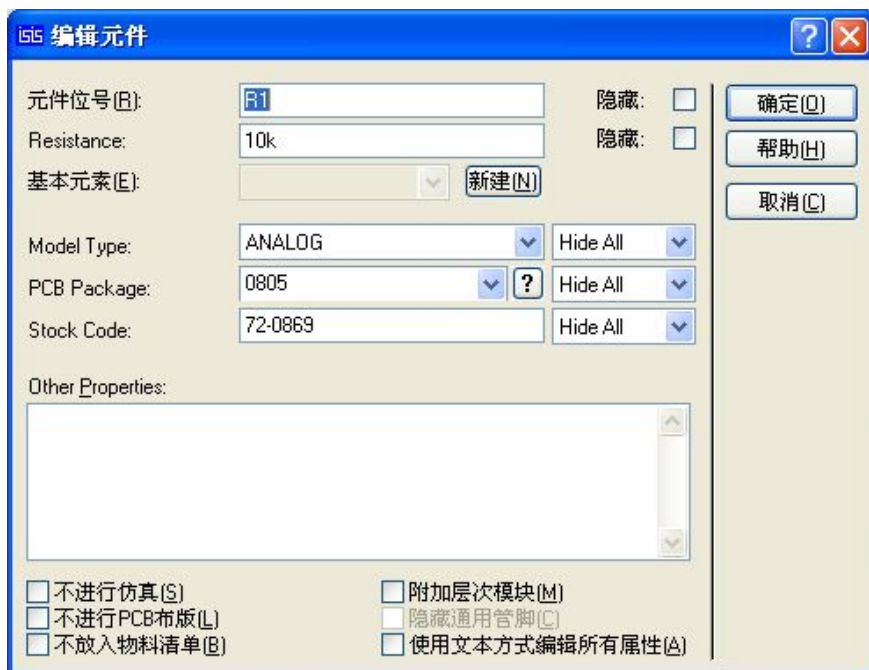 isis 编辑元件 ?
元件位号(R): R1 隐藏: 确定(O)
Resistance: 10k 隐藏: 帮助(H)
基本元素(E): 新建(N) 取消(C)
Model Type: ANALOG Hide All
PCB Package: 0805 ? Hide All
Stock Code: 72-0869 Hide All
Other Properties:
不进行仿真(S) 附加层次模块(M)
不进行PCB布版(L) 隐藏通用管脚(C)
不放入物料清单(B) 使用文本方式编辑所有属性(A)